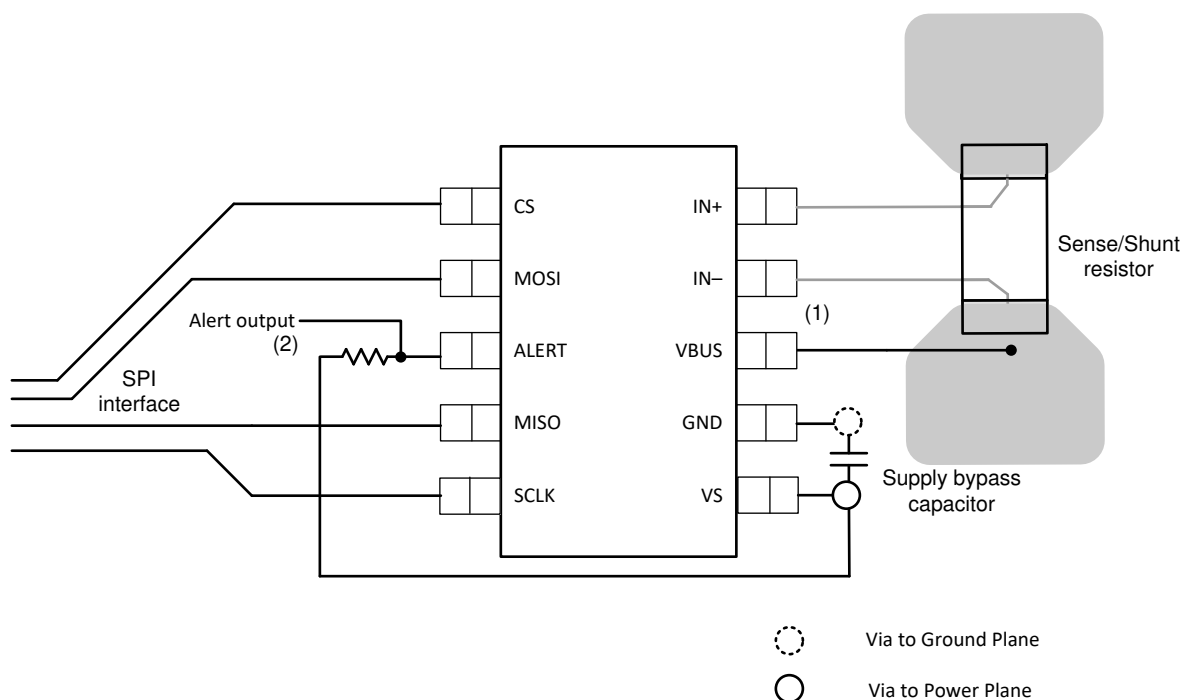 CS
MOSI
ALERT
MISO
SCLK
IN+
IN–
VBUS
GND
VS
Alert output
(2)
SPI
interface
(1)
Sense/Shunt
resistor
Supply bypass
capacitor
Via to Ground Plane
Via to Power Plane